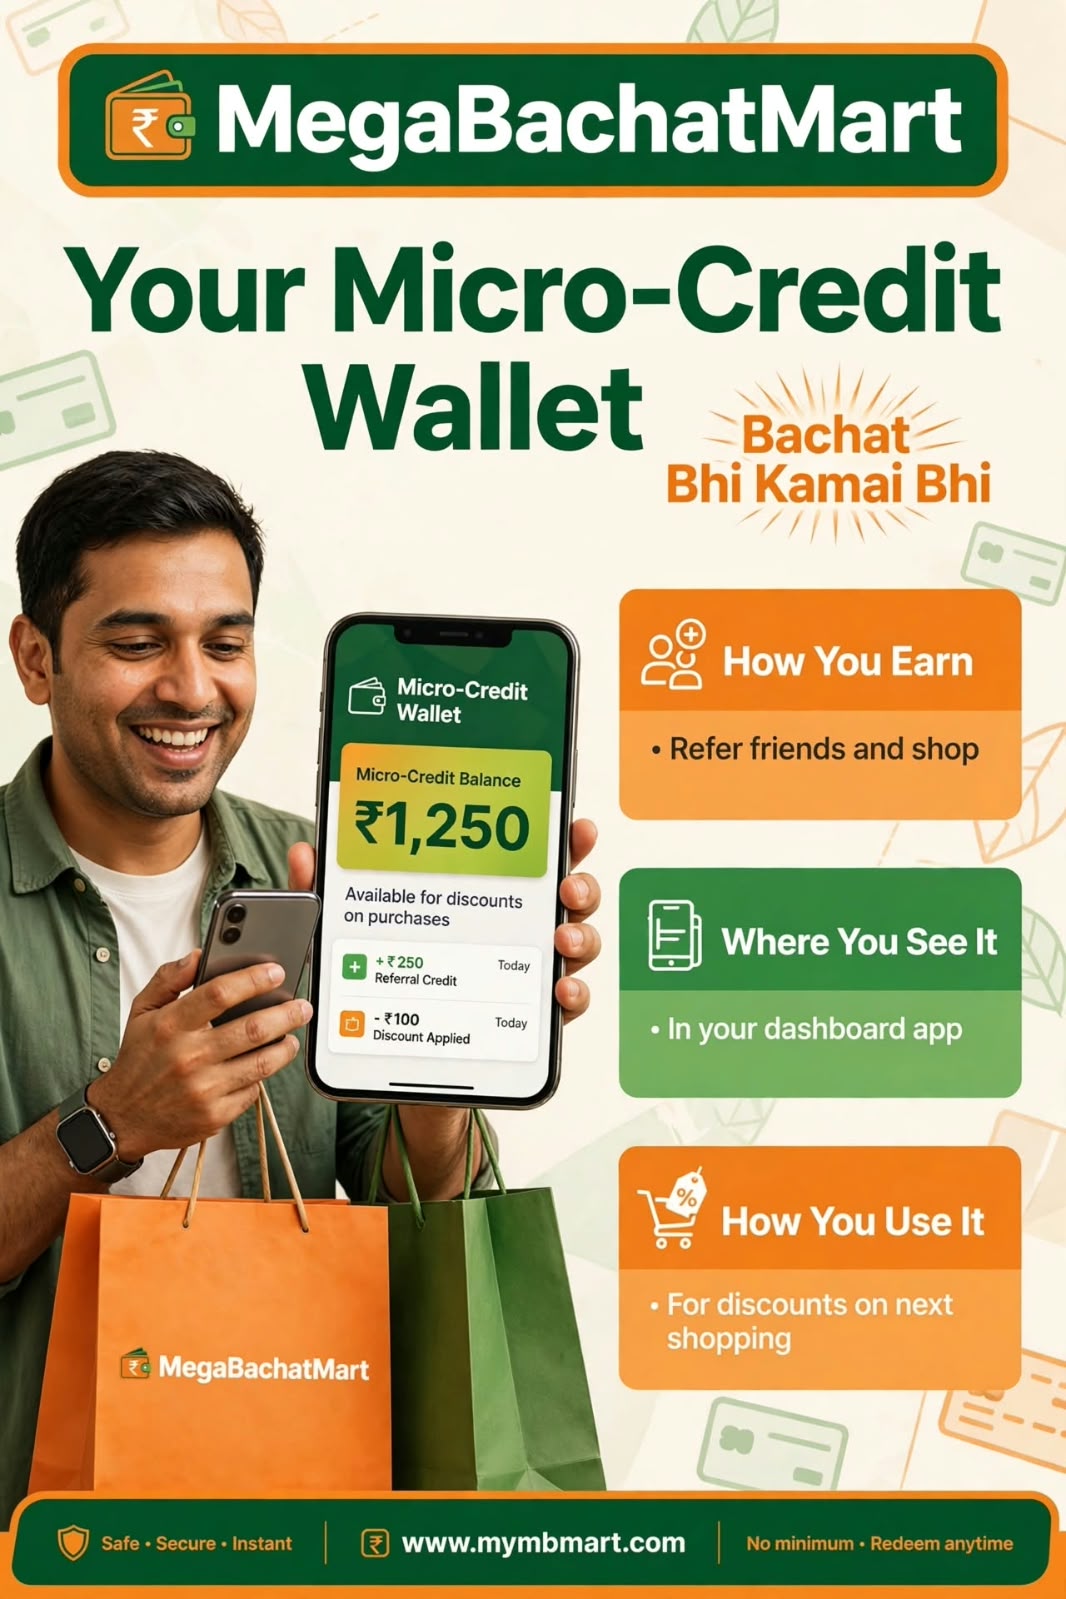 MegaBachatMart
Your Micro-Credit
Wallet
Bachat
Bhi Kamai Bhi
Micro-Credit
Wallet
Micro-Credit Balance
₹1,250
Available for discounts
on purchases
+ ₹250
Today
Referral Credit
- ₹100
Today
Discount Applied
How You Earn
• Refer friends and shop
Where You See It
• In your dashboard app
%
How You Use It
• For discounts on next
shopping
MegaBachatMart
Safe • Secure • Instant
www.mymbmart.com
No minimum • Redeem anytime